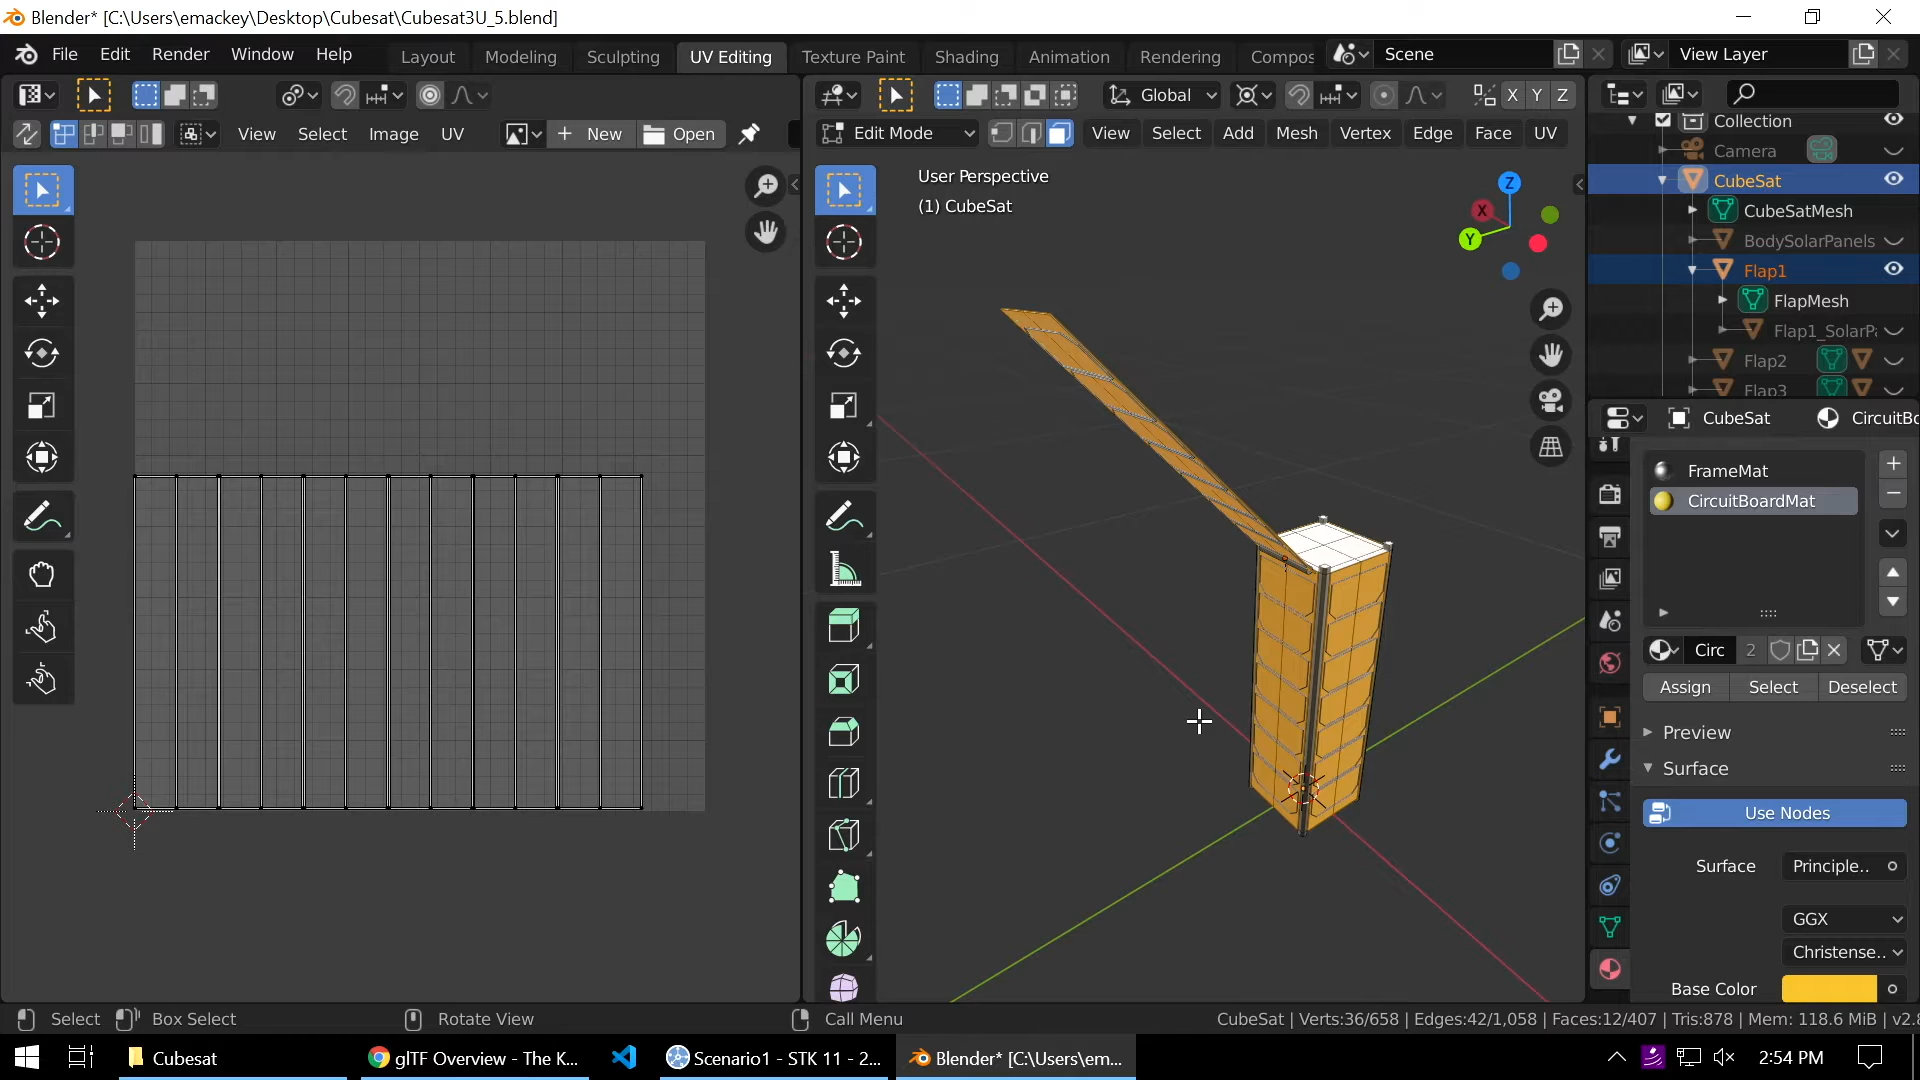 Blender* [C:\Users\emackey\Desktop\Cubesat\Cubesat3U_5.blend]
File Edit Render Window Help Layout Modeling Sculpting UV Editing Texture Paint Shading Animation Rendering Compos Scene View Layer
Global X Y Z
View Select Image UV New Open Edit Mode View Select Add Mesh Vertex Edge Face UV
User Perspective
(1) CubeSat
Z
X
Y
Collection
Camera
CubeSat
CubeSatMesh
BodySolarPanels
Flap1
FlapMesh
Flap1_SolarPa
Flap2
Flap3
CubeSat CircuitBo
FrameMat
CircuitBoardMat
Circ 2
Assign Select Deselect
Preview
Surface
Use Nodes
Surface Principle..
GGX
Christense..
Base Color
Select Box Select Rotate View Call Menu CubeSat | Verts:36/658 | Edges:42/1,058 | Faces:12/407 | Tris:878 | Mem: 118.6 MiB | v2.8
Cubesat glTF Overview - The K... Scenario1 - STK 11 - 2... Blender* [C:\Users\em... 2:54 PM